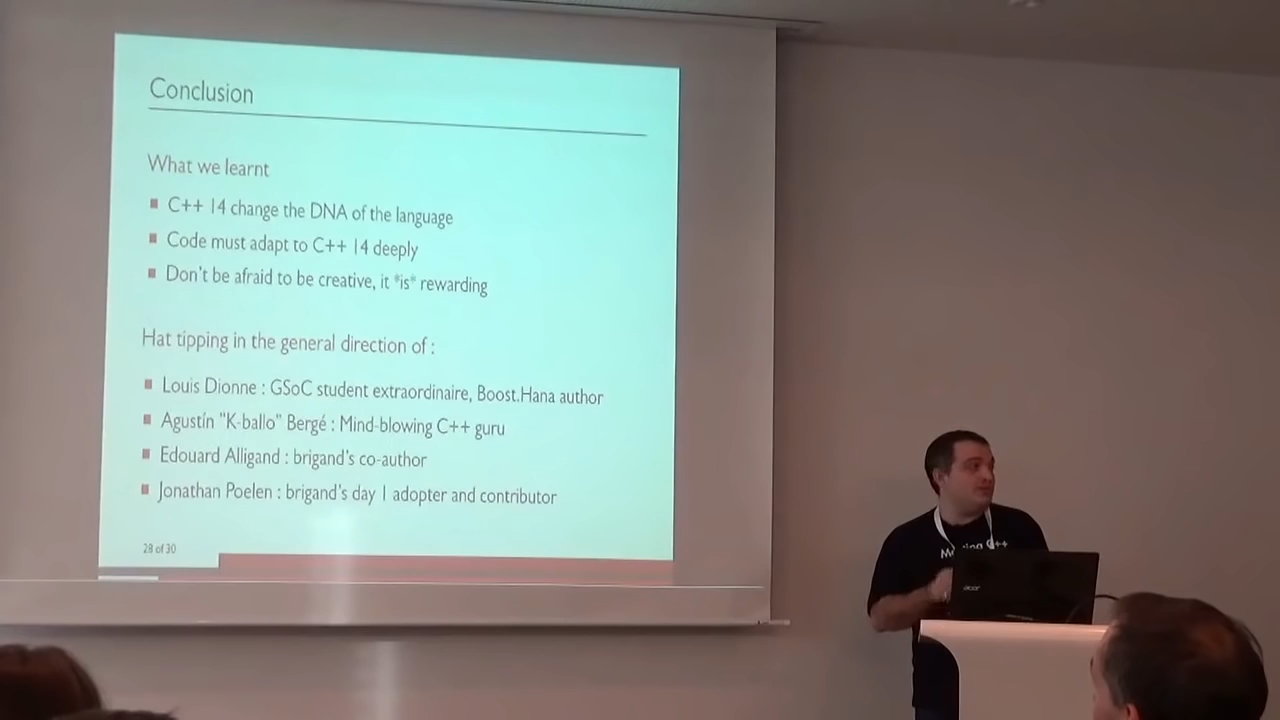 Conclusion
What we learnt
C++ 14 change the DNA of the language
Code must adapt to C++ 14 deeply
Don't be afraid to be creative, it *is* rewarding
Hat tipping in the general direction of :
Louis Dionne : GSoC student extraordinaire, Boost.Hana author
Agustín "K-ballo" Bergé : Mind-blowing C++ guru
Edouard Alligand : brigand's co-author
Jonathan Poelen : brigand's day 1 adopter and contributor
28 of 30
C++
acer